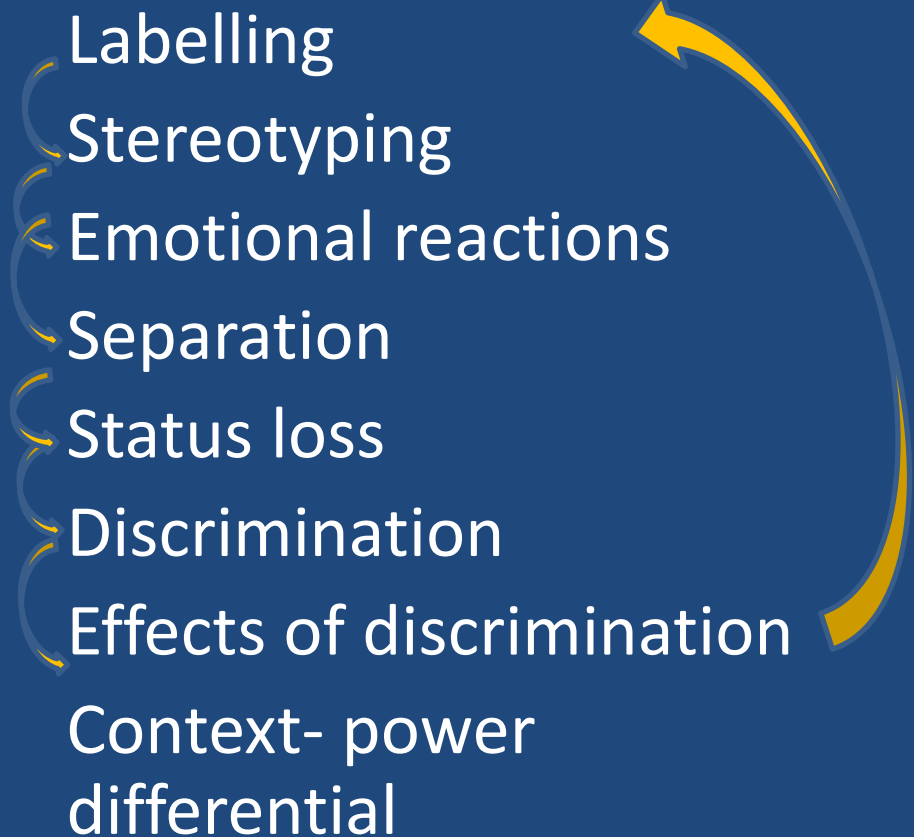 Labelling
Stereotyping
Emotional reactions
Separation
Status loss
Discrimination
Effects of discrimination
Context- power
differential